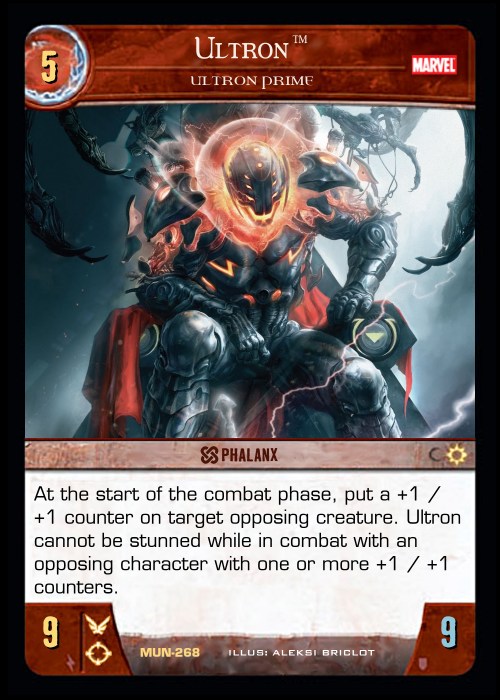 5
ULTRON™
MARVEL
ULTRON PRIME
PHALANX
C
At the start of the combat phase, put a +1 /
+1 counter on target opposing creature. Ultron
cannot be stunned while in combat with an
opposing character with one or more +1 / +1
counters.
9
MUN-268
ILLUS: ALEKSI BRICLOT
9